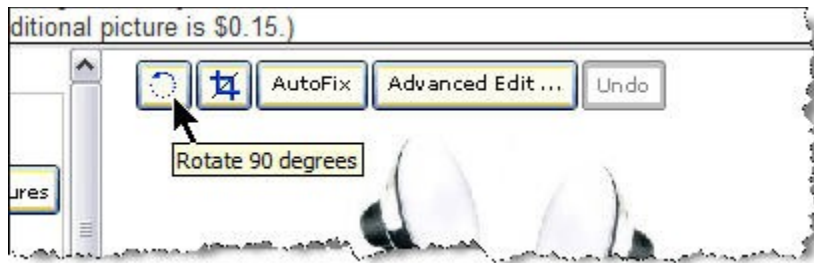 ditional picture is $0.15.)
AutoFix Advanced Edit ... Undo
Rotate 90 degrees
ures